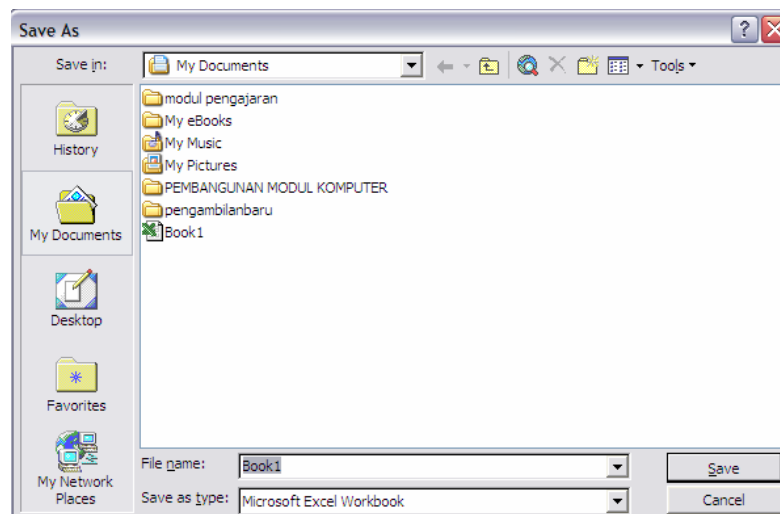 Save As
Save in:
My Documents
Tools
History
My Documents
Desktop
Favorites
My Network
Places
modul pengajaran
My eBooks
My Music
My Pictures
PEMBANGUNAN MODUL KOMPUTER
pengambilanbaru
Book1
File name:
Book1
Save
Save as type:
Microsoft Excel Workbook
Cancel